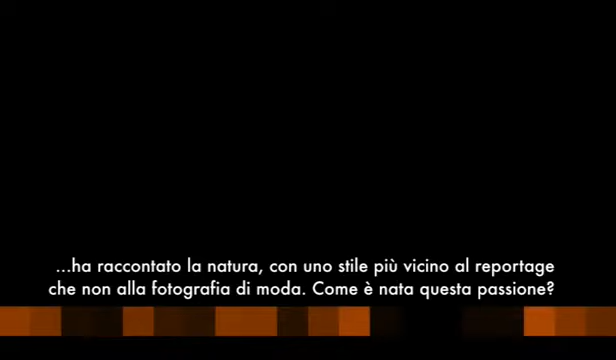 ...ha raccontato la natura, con uno stile più vicino al reportage
che non alla fotografia di moda. Come è nata questa passione?